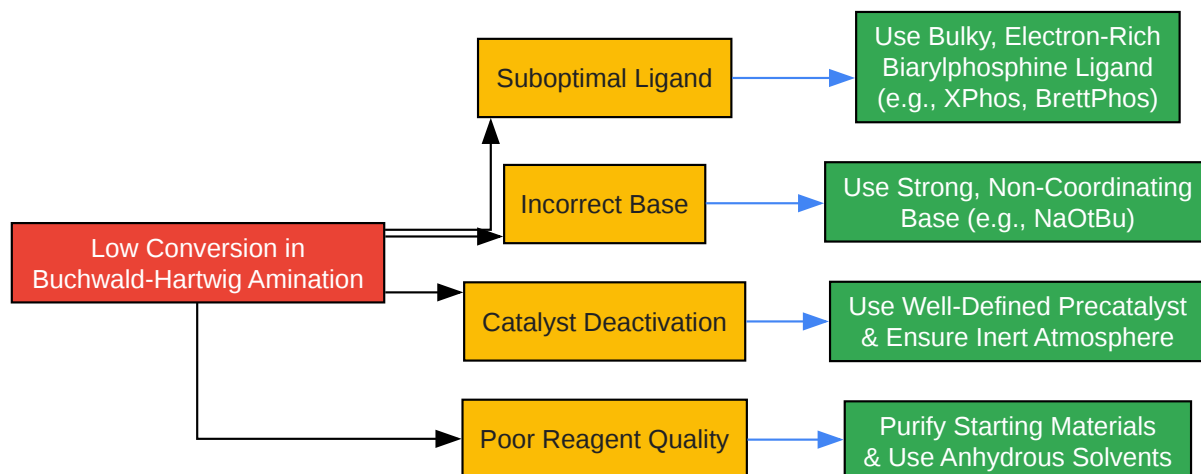 Low Conversion in
Buchwald-Hartwig Amination
Suboptimal Ligand
Use Bulky, Electron-Rich
Biarylphosphine Ligand
(e.g., XPhos, BrettPhos)
Incorrect Base
Use Strong, Non-Coordinating
Base (e.g., NaOtBu)
Catalyst Deactivation
Use Well-Defined Precatalyst
& Ensure Inert Atmosphere
Poor Reagent Quality
Purify Starting Materials
& Use Anhydrous Solvents